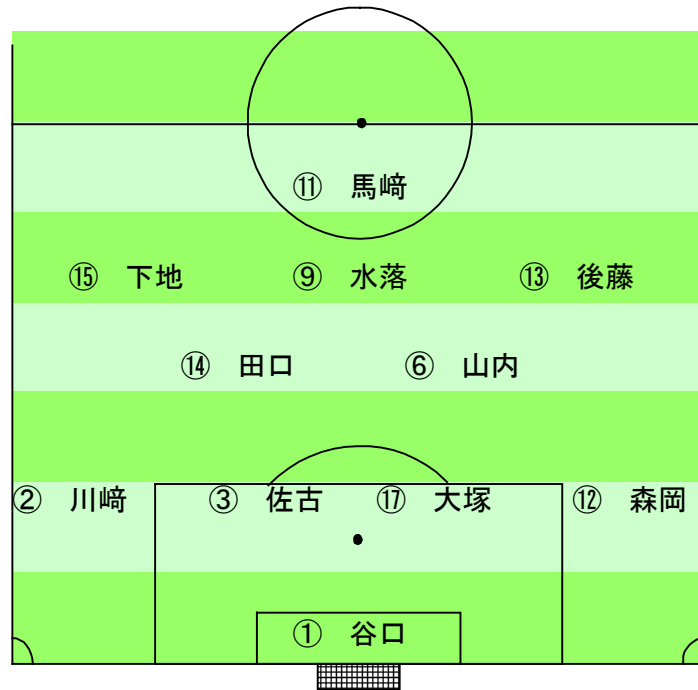 ⑪ 馬﨑
⑮ 下地 ⑨ 水落 ⑬ 後藤
⑭ 田口 ⑥ 山内
② 川﨑 ③ 佐古 ⑰ 大塚 ⑫ 森岡
① 谷口